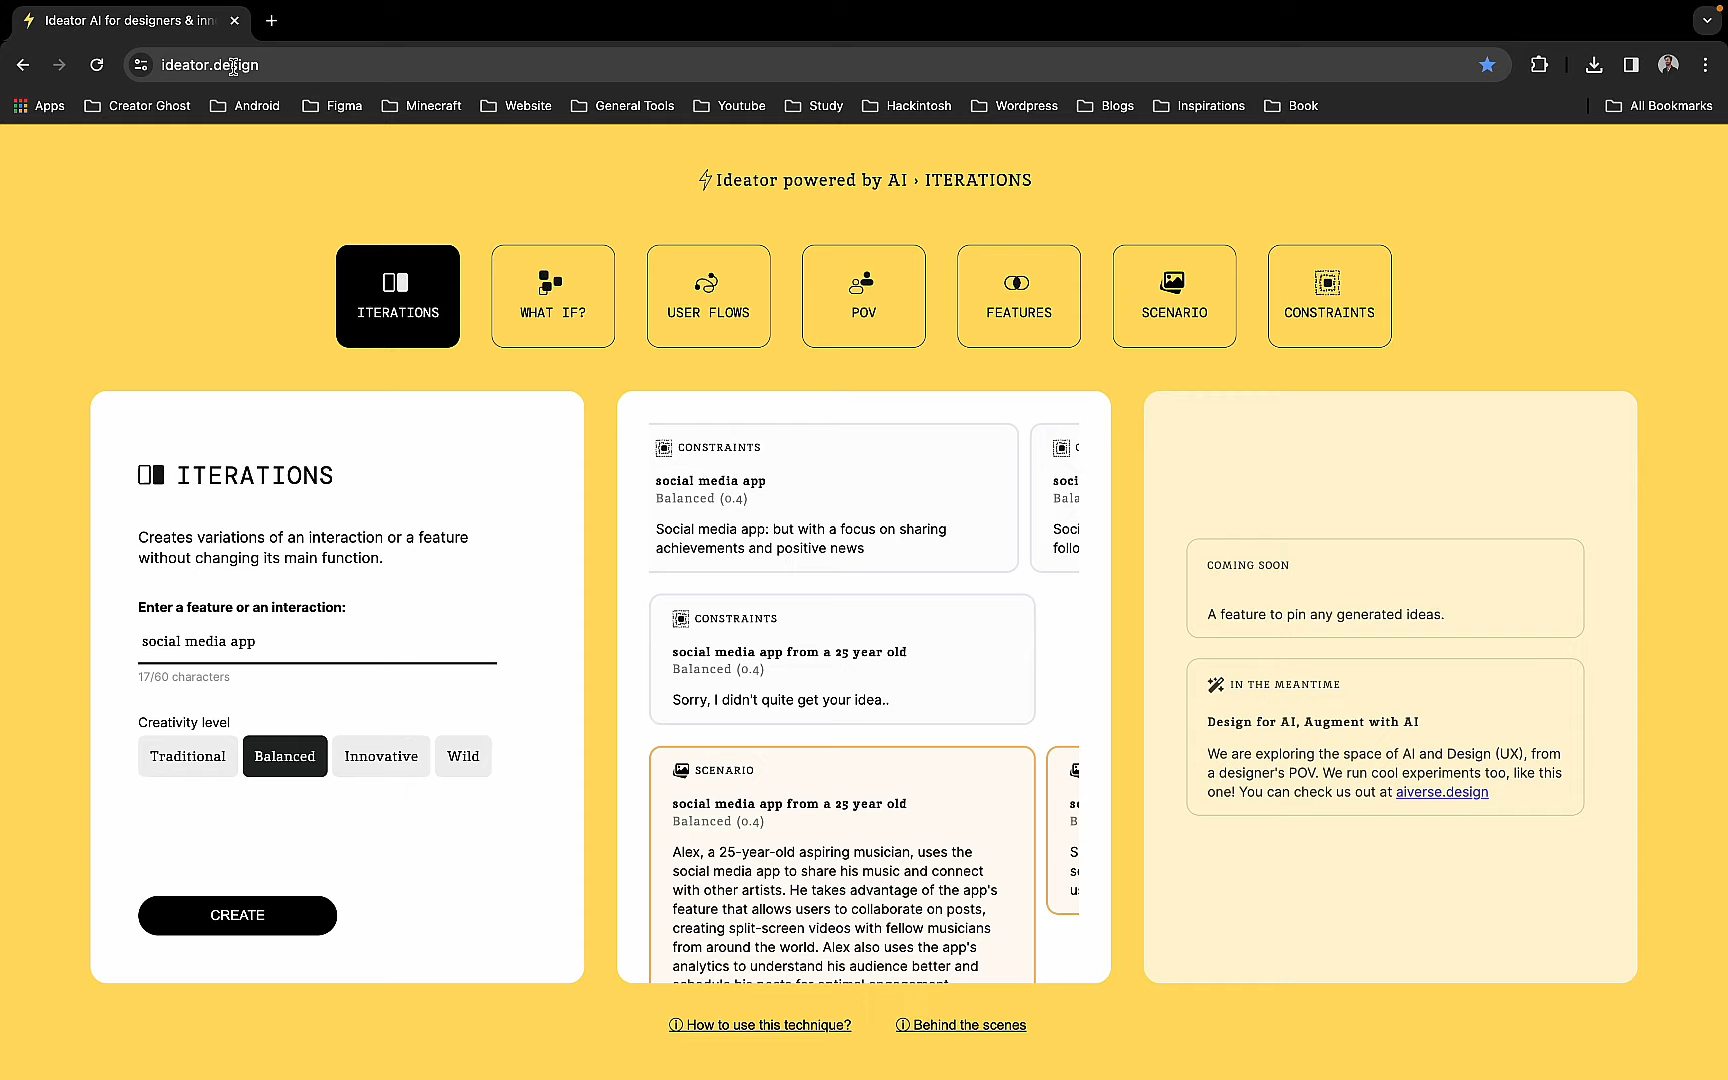 Ideator AI for designers & inn
ideator.design
Apps
Creator Ghost
Android
Figma
Minecraft
Website
General Tools
Youtube
Study
Hackintosh
Wordpress
Blogs
Inspirations
Book
All Bookmarks
Ideator powered by AI › ITERATIONS
ITERATIONS
WHAT IF?
USER FLOWS
POV
FEATURES
SCENARIO
CONSTRAINTS
ITERATIONS
Creates variations of an interaction or a feature
without changing its main function.
Enter a feature or an interaction:
social media app
17/60 characters
Creativity level
Traditional
Balanced
Innovative
Wild
CREATE
CONSTRAINTS
social media app
Balanced (0.4)
Social media app: but with a focus on sharing
achievements and positive news
C
soci
Bala
Soci
follo
CONSTRAINTS
social media app from a 25 year old
Balanced (0.4)
Sorry, I didn't quite get your idea..
SCENARIO
social media app from a 25 year old
Balanced (0.4)
Alex, a 25-year-old aspiring musician, uses the
social media app to share his music and connect
with other artists. He takes advantage of the app's
feature that allows users to collaborate on posts,
creating split-screen videos with fellow musicians
from around the world. Alex also uses the app's
analytics to understand his audience better and
schedule his posts for optimal engagement
s
B
S
s
u
COMING SOON
A feature to pin any generated ideas.
IN THE MEANTIME
Design for AI, Augment with AI
We are exploring the space of AI and Design (UX), from
a designer's POV. We run cool experiments too, like this
one! You can check us out at aiverse.design
How to use this technique?
Behind the scenes